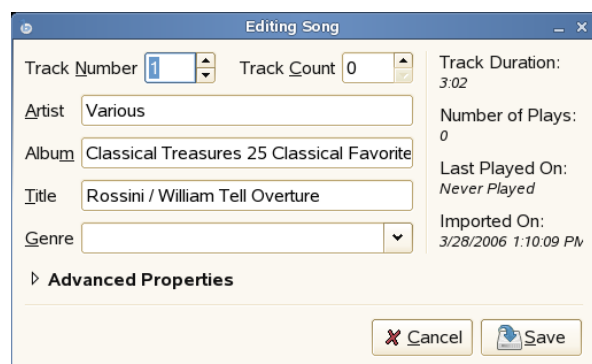 Editing Song
Track Number 1 Track Count 0
Artist Various
Album Classical Treasures 25 Classical Favorite
Title Rossini / William Tell Overture
Genre
Advanced Properties
Track Duration:
3:02
Number of Plays:
0
Last Played On:
Never Played
Imported On:
3/28/2006 1:10:09 PM
Cancel Save